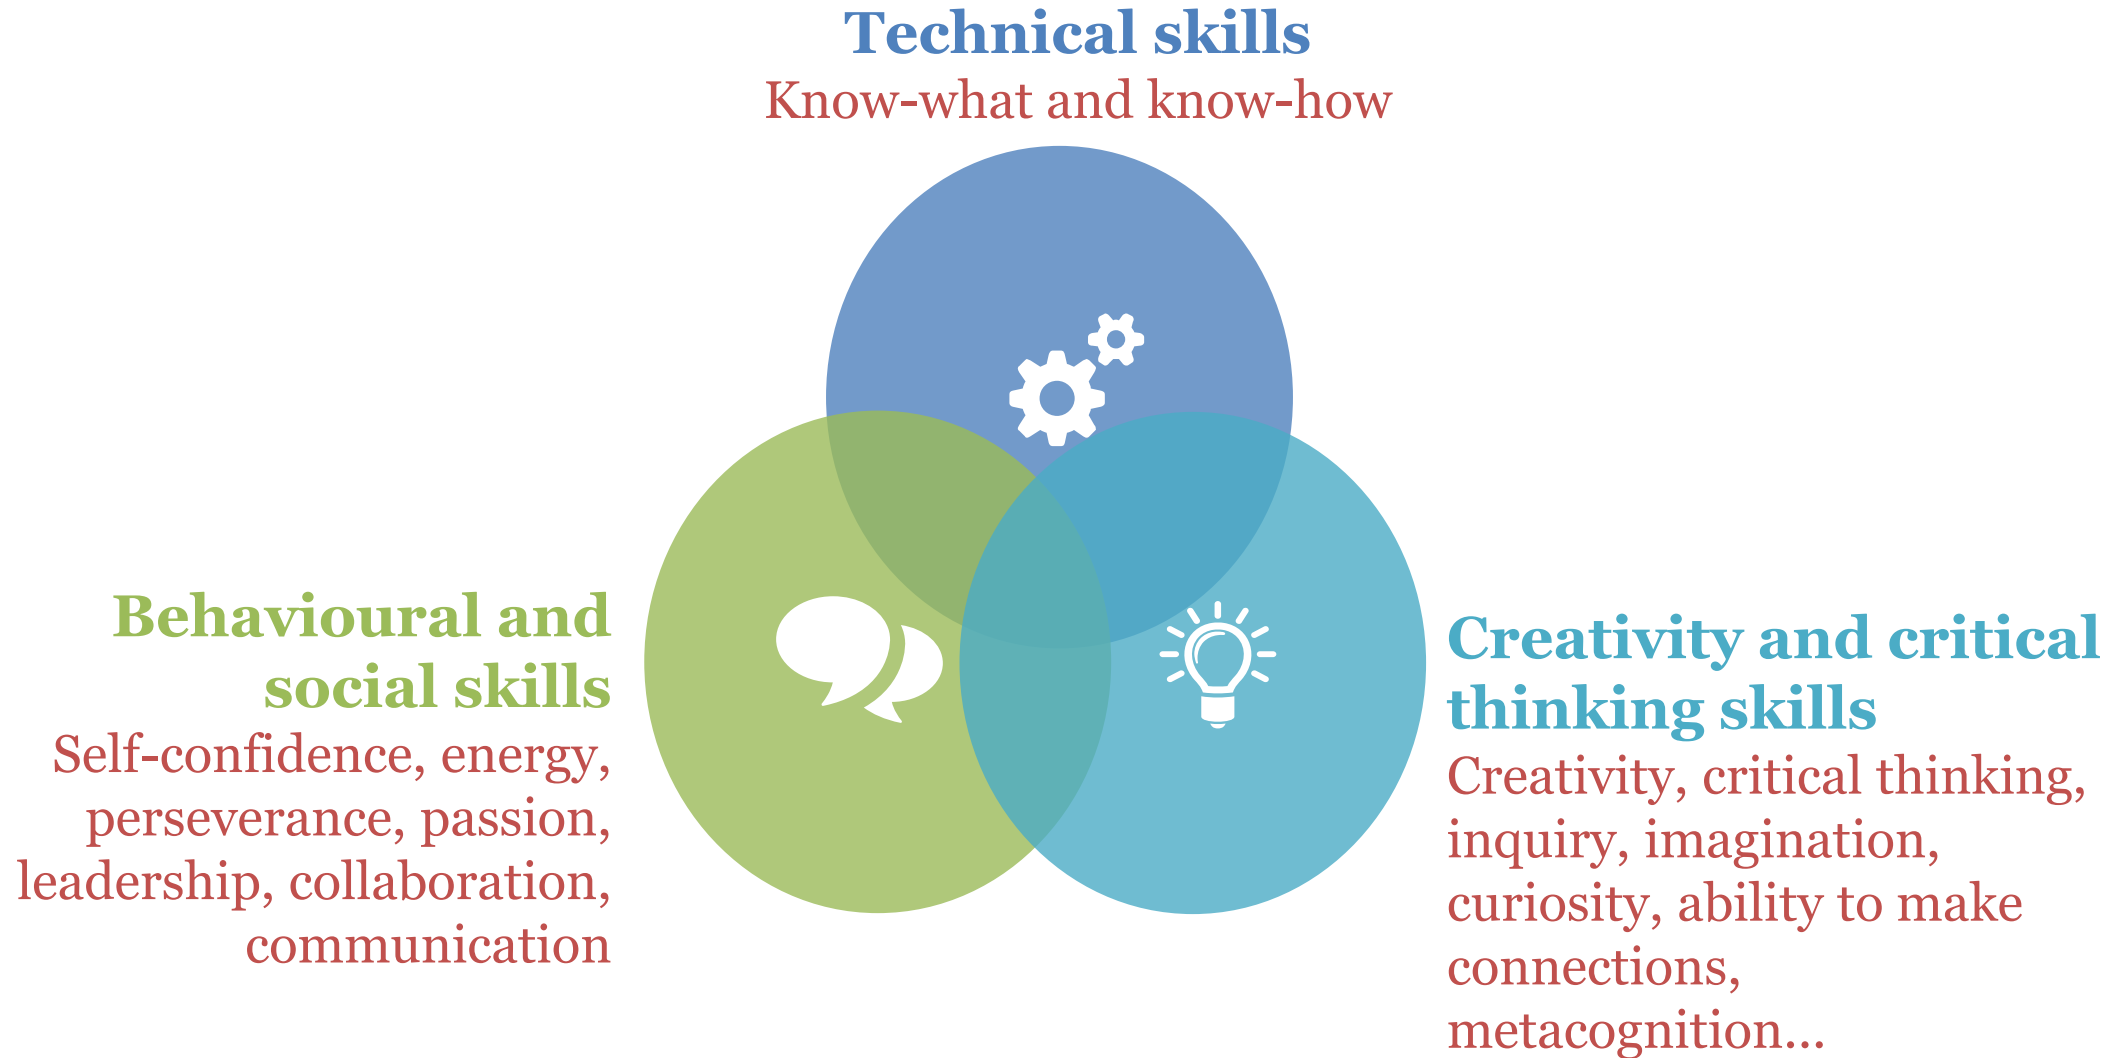 Technical skills
Know-what and know-how
Behavioural and
social skills
Self-confidence, energy,
perseverance, passion,
leadership, collaboration,
communication
Creativity and critical
thinking skills
Creativity, critical thinking,
inquiry, imagination,
curiosity, ability to make
connections,
metacognition...